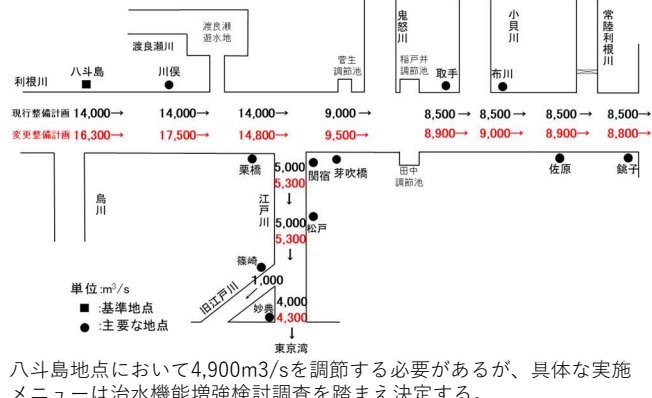 渡良瀬
遊水地
渡良瀬川
鬼怒川
小貝川
常陸利根川
菅生
調節池
稲戸井
調節池
利根川
八斗島
川俣
取手
布川
現行整備計画 14,000→ 14,000→ 14,000→ 9,000 → 8,500 → 8,500 → 8,500→ 8,500→
変更整備計画 16,300→ 17,500→ 14,800→ 9,500→ 8,900→ 9,000→ 8,900→ 8,800→
栗橋
関宿
芽吹橋
田中
調節池
佐原
銚子
烏川
江戸川
5,000
5,300
↓
5,000
5,300
↓
松戸
篠崎
1,000
旧江戸川
4,000
4,300
妙典
↓
東京湾
単位:m³/s
■ :基準地点
● :主要な地点
八斗島地点において4,900m3/sを調節する必要があるが、具体な実施
メニューは治水機能増強検討調査を踏まえ決定する。